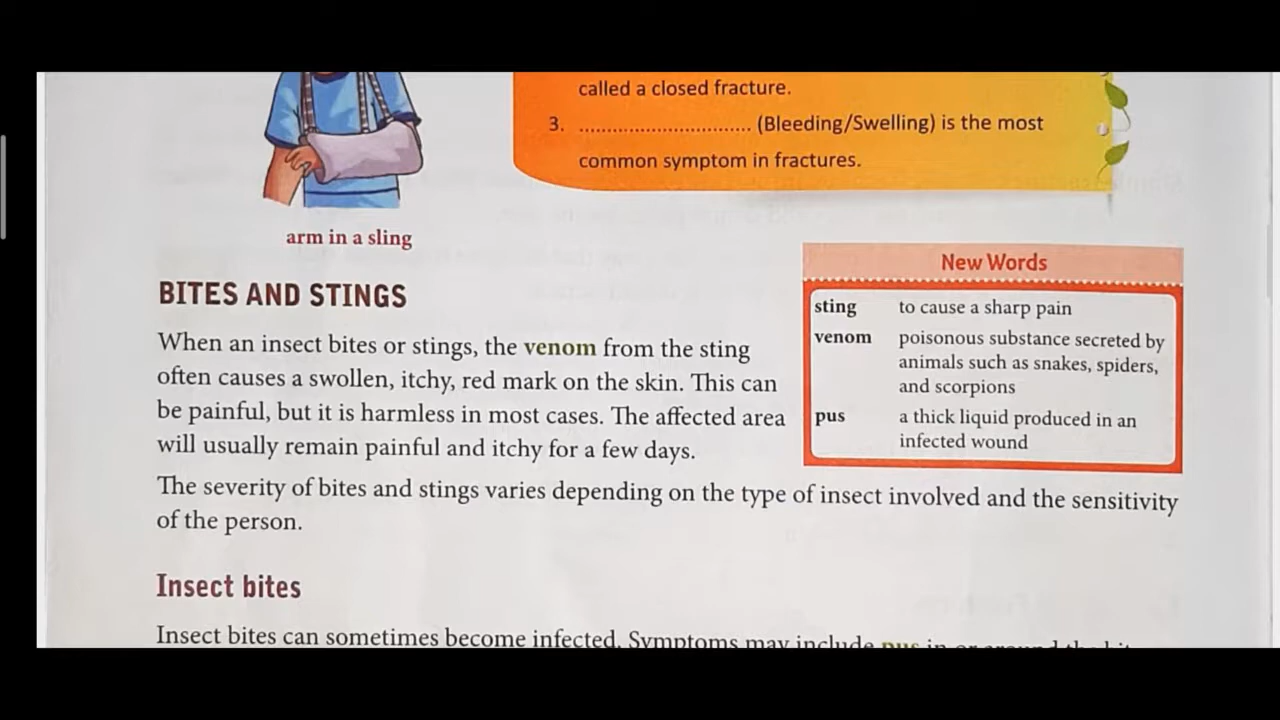 called a closed fracture.
3. ............................... (Bleeding/Swelling) is the most
common symptom in fractures.
arm in a sling
BITES AND STINGS
When an insect bites or stings, the venom from the sting
often causes a swollen, itchy, red mark on the skin. This can
be painful, but it is harmless in most cases. The affected area
will usually remain painful and itchy for a few days.
New Words
sting to cause a sharp pain
venom poisonous substance secreted by
animals such as snakes, spiders,
and scorpions
pus a thick liquid produced in an
infected wound
The severity of bites and stings varies depending on the type of insect involved and the sensitivity
of the person.
Insect bites
Insect bites can sometimes become infected. Symptoms may include pus in or around the